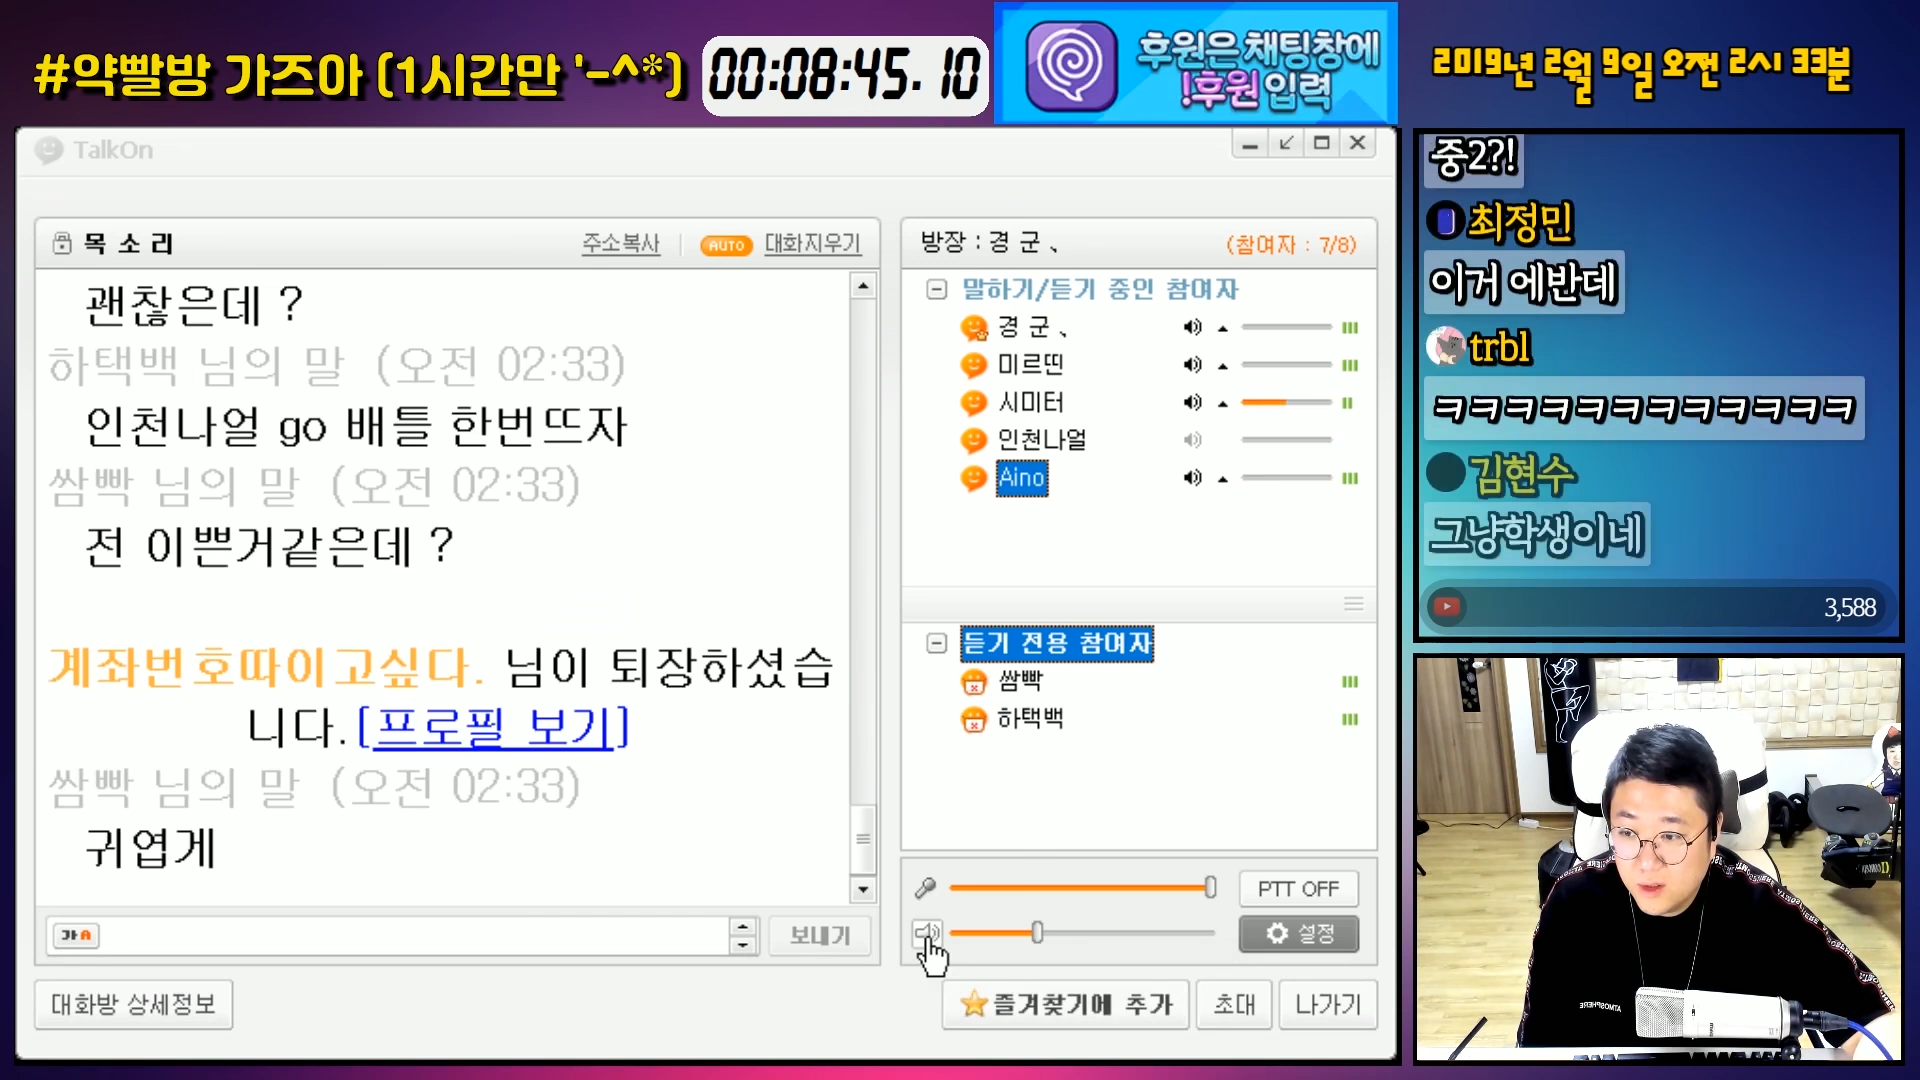 #약빨방 가즈아 (1시간만 '-^*)
00:08:45.10
후원은 채팅창에
!후원 입력
2019년 2월 9일 오전 2시 33분
TalkOn
목 소 리
주소복사
AUTO
대화지우기
괜찮은데 ?
하택백 님의 말 (오전 02:33)
인천나얼 go 배틀 한번뜨자
쌈빡 님의 말 (오전 02:33)
전 이쁜거같은데 ?
계좌번호따이고싶다. 님이 퇴장하셨습
니다.[프로필 보기]
쌈빡 님의 말 (오전 02:33)
귀엽게
가A
보내기
대화방 상세정보
방장 : 경 군 、
(참여자 : 7/8)
말하기/듣기 중인 참여자
경 군 、
미르띤
시미터
인천나얼
Aino
듣기 전용 참여자
쌈빡
하택백
PTT OFF
설정
즐겨찾기에 추가
초대
나가기
중2?!
최정민
이거 에반데
trbl
ㅋㅋㅋㅋㅋㅋㅋㅋㅋㅋㅋㅋ
김현수
그냥학생이네
3,588